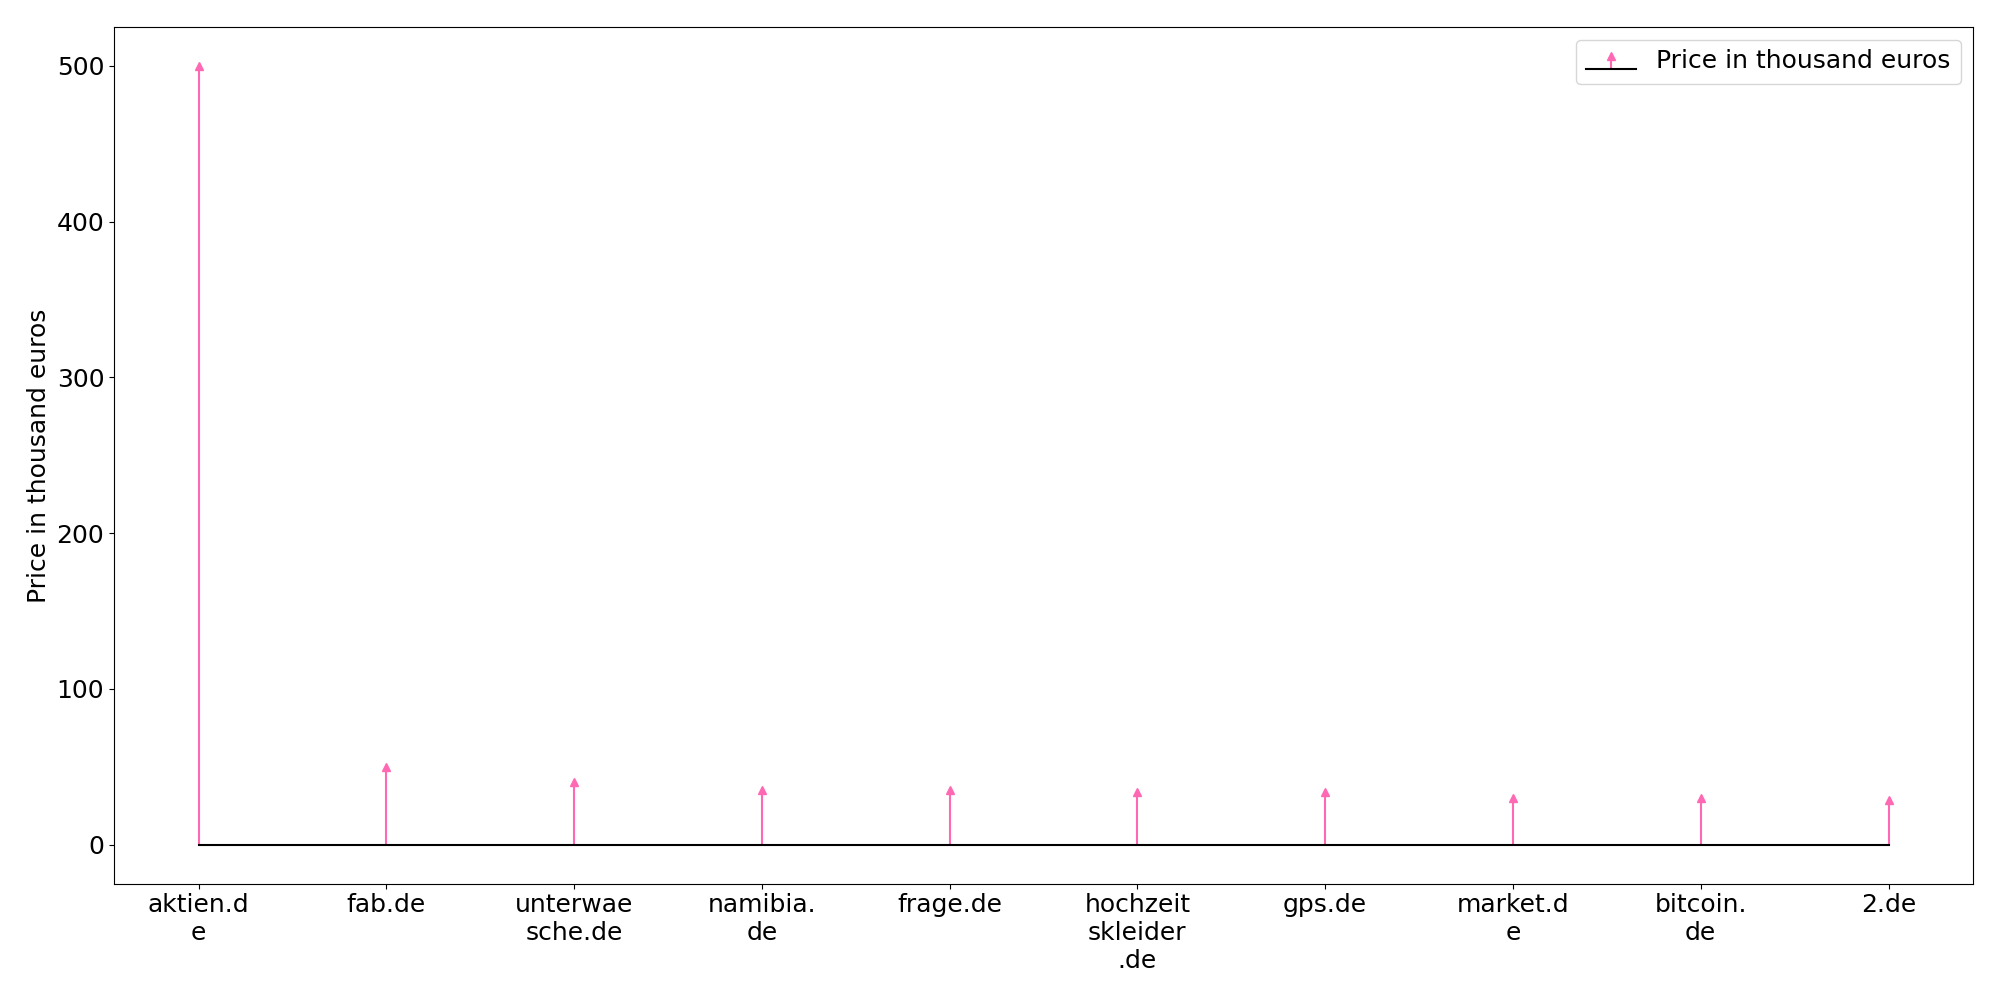 Price in thousand euros
Price in thousand euros
500
400
300
200
100
0
aktien.d
e
fab.de
unterwae
sche.de
namibia.
de
frage.de
hochzeit
skleider
.de
gps.de
market.d
e
bitcoin.
de
2.de